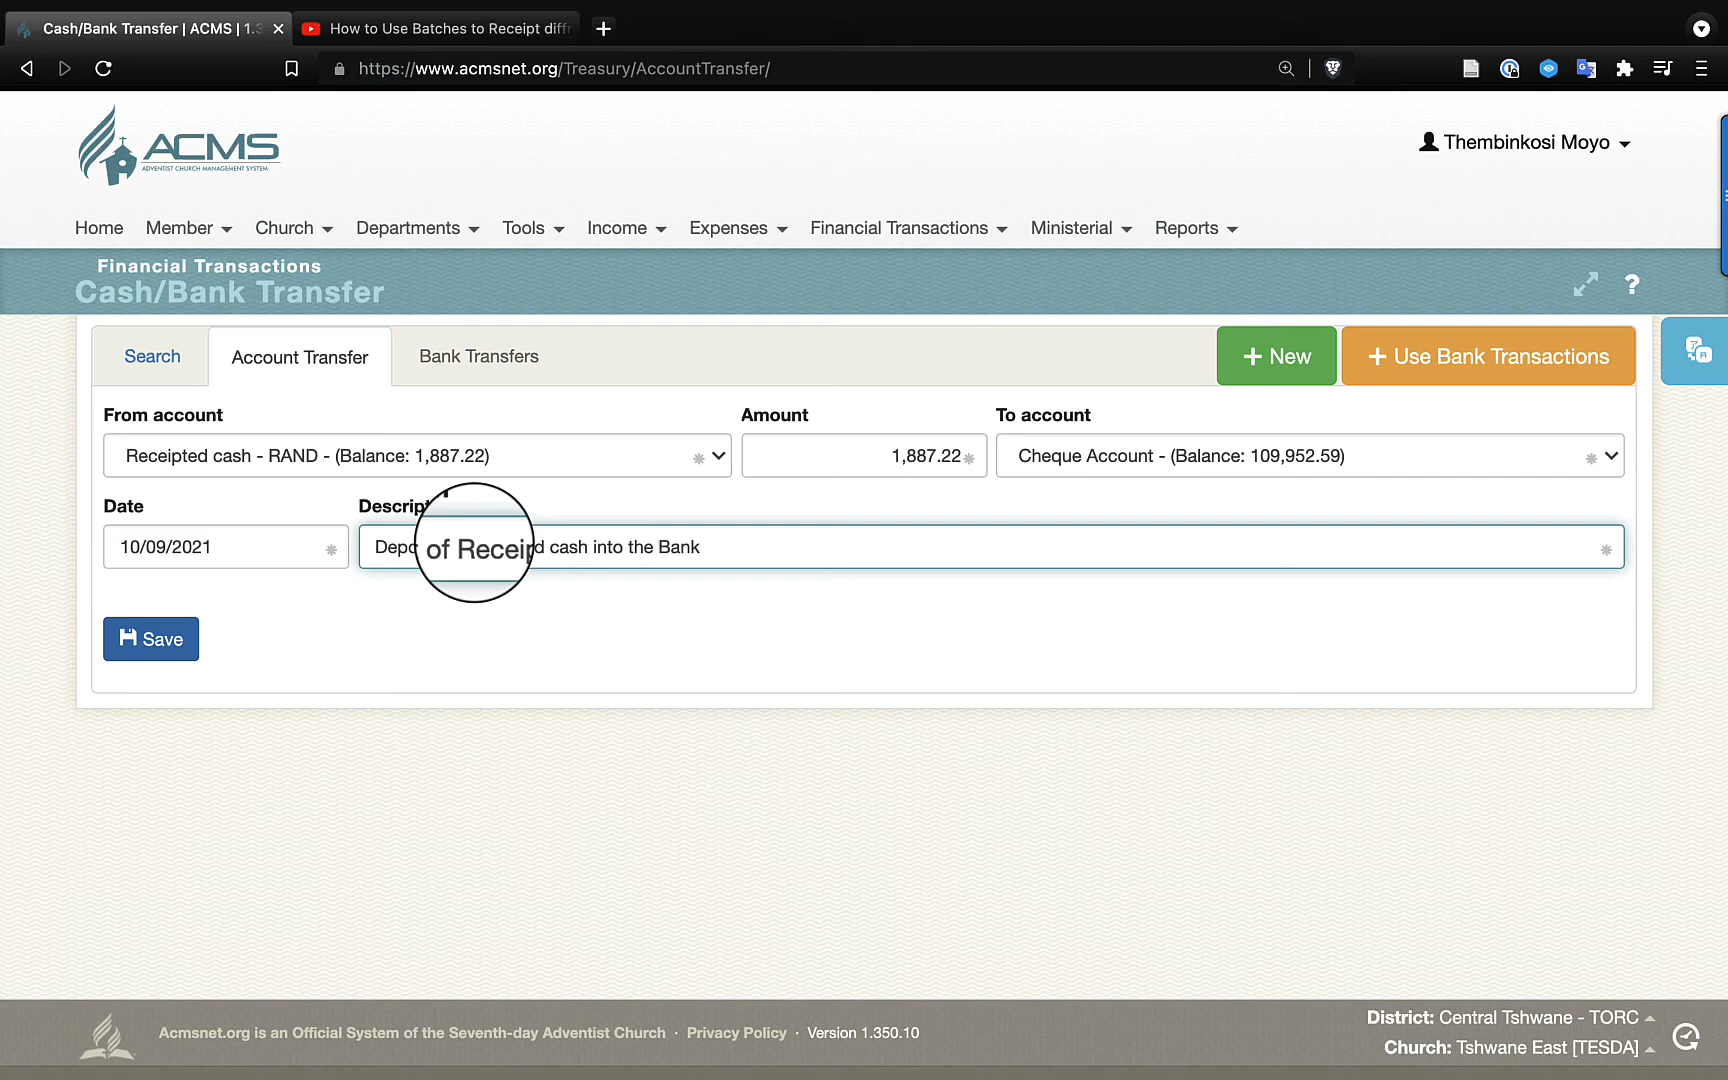 Cash/Bank Transfer | ACMS | 1.3
How to Use Batches to Receipt diffr
https://www.acmsnet.org/Treasury/AccountTransfer/
ACMS
ADVENTIST CHURCH MANAGEMENT SYSTEM
Thembinkosi Moyo
Home Member Church Departments Tools Income Expenses Financial Transactions Ministerial Reports
Financial Transactions
Cash/Bank Transfer
?
Search Account Transfer Bank Transfers + New + Use Bank Transactions
From account Amount To account
Receipted cash - RAND - (Balance: 1,887.22) 1,887.22 Cheque Account - (Balance: 109,952.59)
Date Descript
10/09/2021 Depo of Receip d cash into the Bank
Save
Acmsnet.org is an Official System of the Seventh-day Adventist Church · Privacy Policy · Version 1.350.10
District: Central Tshwane - TORC
Church: Tshwane East [TESDA]